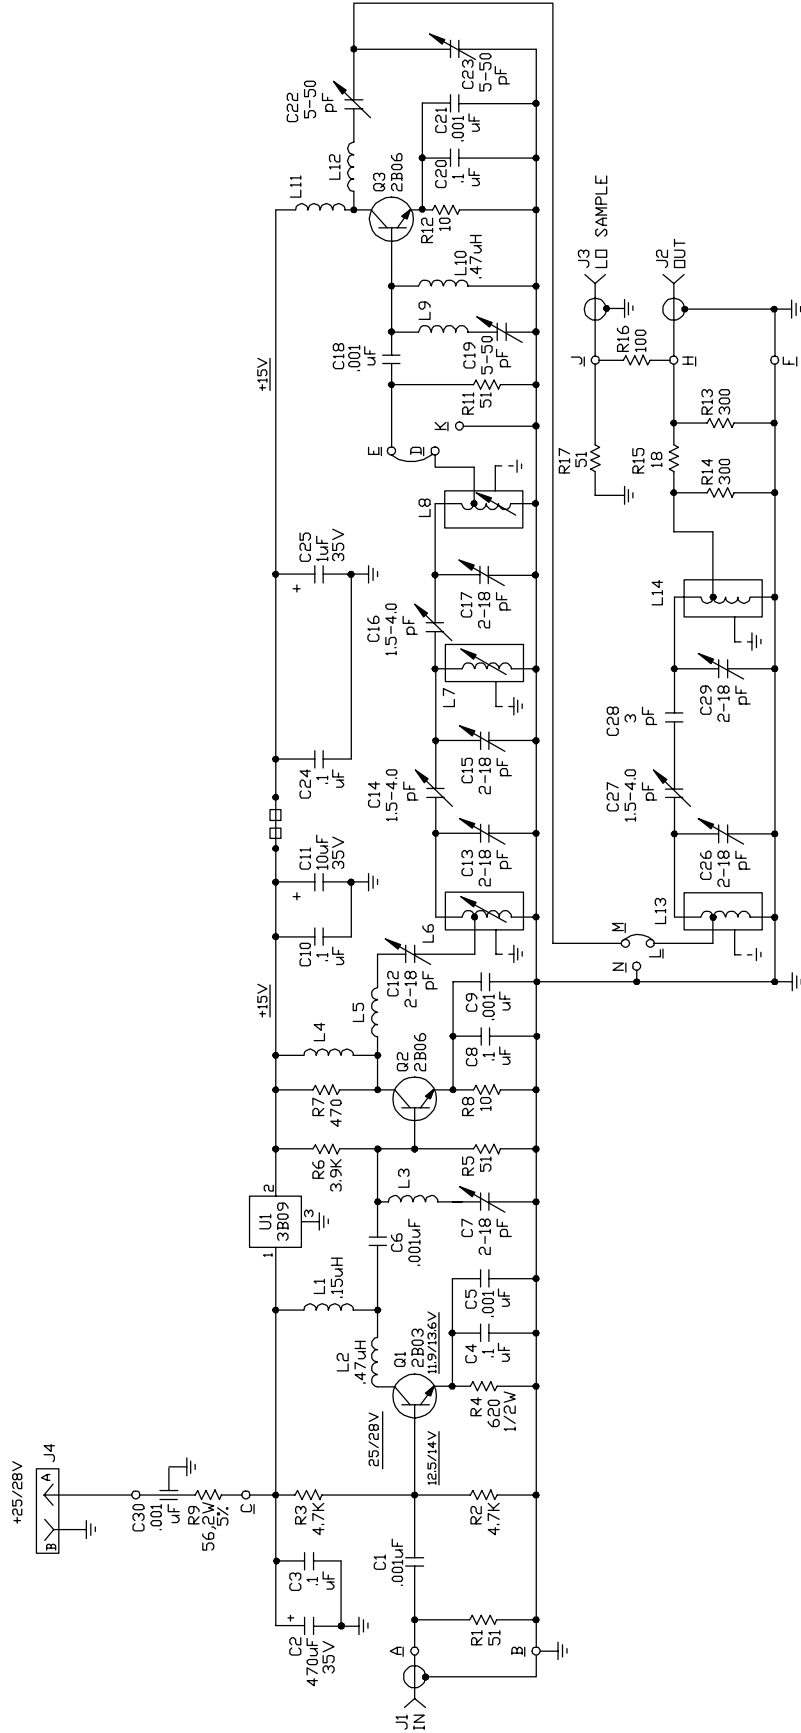 +25/28V
J4
A
B
C30
.001
uF
R9
56,2W
5%
C
C3
.1
uF
C2
+
470uF
35V
R3
4.7K
R2
4.7K
C1
.001uF
R1
51
A
B
J1
IN
25/28V
12.5/14V
Q1
2B03
11.9/13.6V
L2
.47uH
L1
.15uH
R4
620
1/2W
C4
.1
uF
C5
.001
uF
C6
.001uF
L3
C7
2-18
pF
1
U1
3B09
2
3
R6
3.9K
R5
51
R7
470
L4
L5
Q2
2B06
R8
10
C8
.1
uF
C9
.001
uF
+15V
C10
.1
uF
C11
+
10uF
35V
C24
.1
uF
C25
+
1uF
35V
+15V
C12
2-18
pF
L6
C13
2-18
pF
C14
1.5-4.0
pF
C15
2-18
pF
L7
C16
1.5-4.0
pF
C17
2-18
pF
L8
D
E
K
R11
51
C18
.001
uF
C19
5-50
pF
L9
L10
.47uH
Q3
2B06
R12
10
L11
L12
C20
.1
uF
C21
.001
uF
C22
5-50
pF
C23
5-50
pF
N
M
L
L13
C26
2-18
pF
C27
1.5-4.0
pF
C28
3
pF
C29
2-18
pF
L14
R14
300
R15
18
R13
300
R17
51
R16
100
J
H
F
J3
LO SAMPLE
J2
OUT